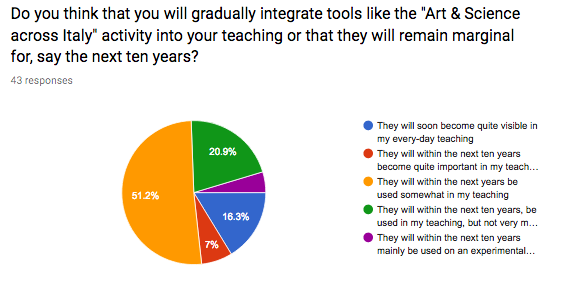 Do you think that you will gradually integrate tools like the "Art & Science
across Italy" activity into your teaching or that they will remain marginal
for, say the next ten years?
43 responses
They will soon become quite visible in
my every-day teaching
They will within the next ten years
become quite important in my teach...
They will within the next years be
used somewhat in my teaching
They will within the next ten years, be
used in my teaching, but not very m...
They will within the next ten years
mainly be used on an experimental...
20.9%
51.2%
16.3%
7%